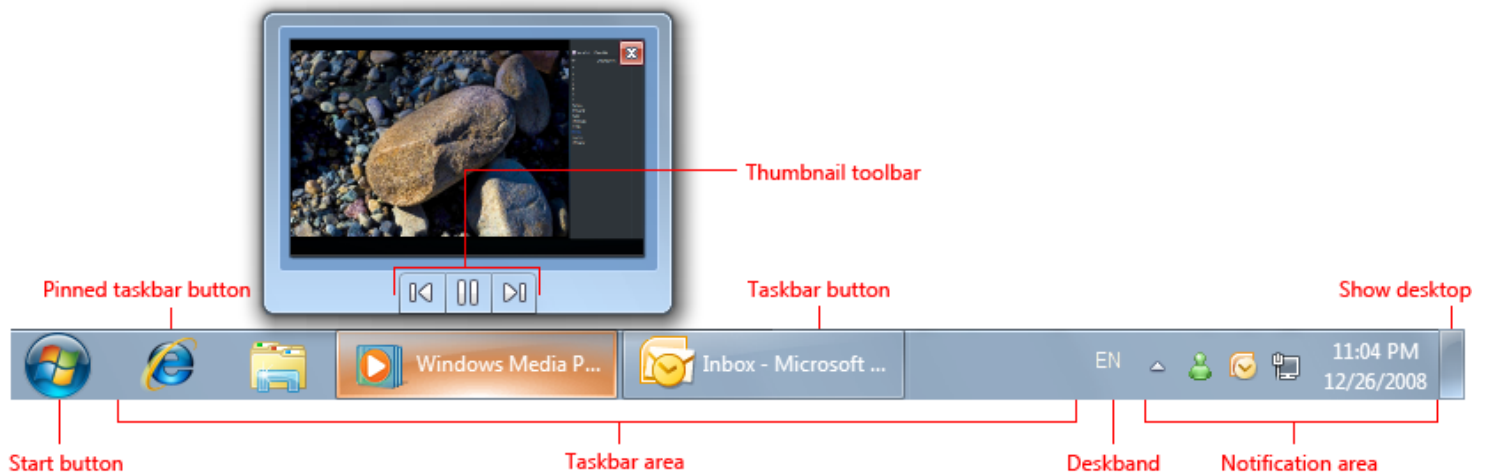 Thumbnail toolbar
Pinned taskbar button
Taskbar button
Show desktop
Windows Media P...
Inbox - Microsoft ...
EN
11:04 PM
12/26/2008
Start button
Taskbar area
Deskband
Notification area